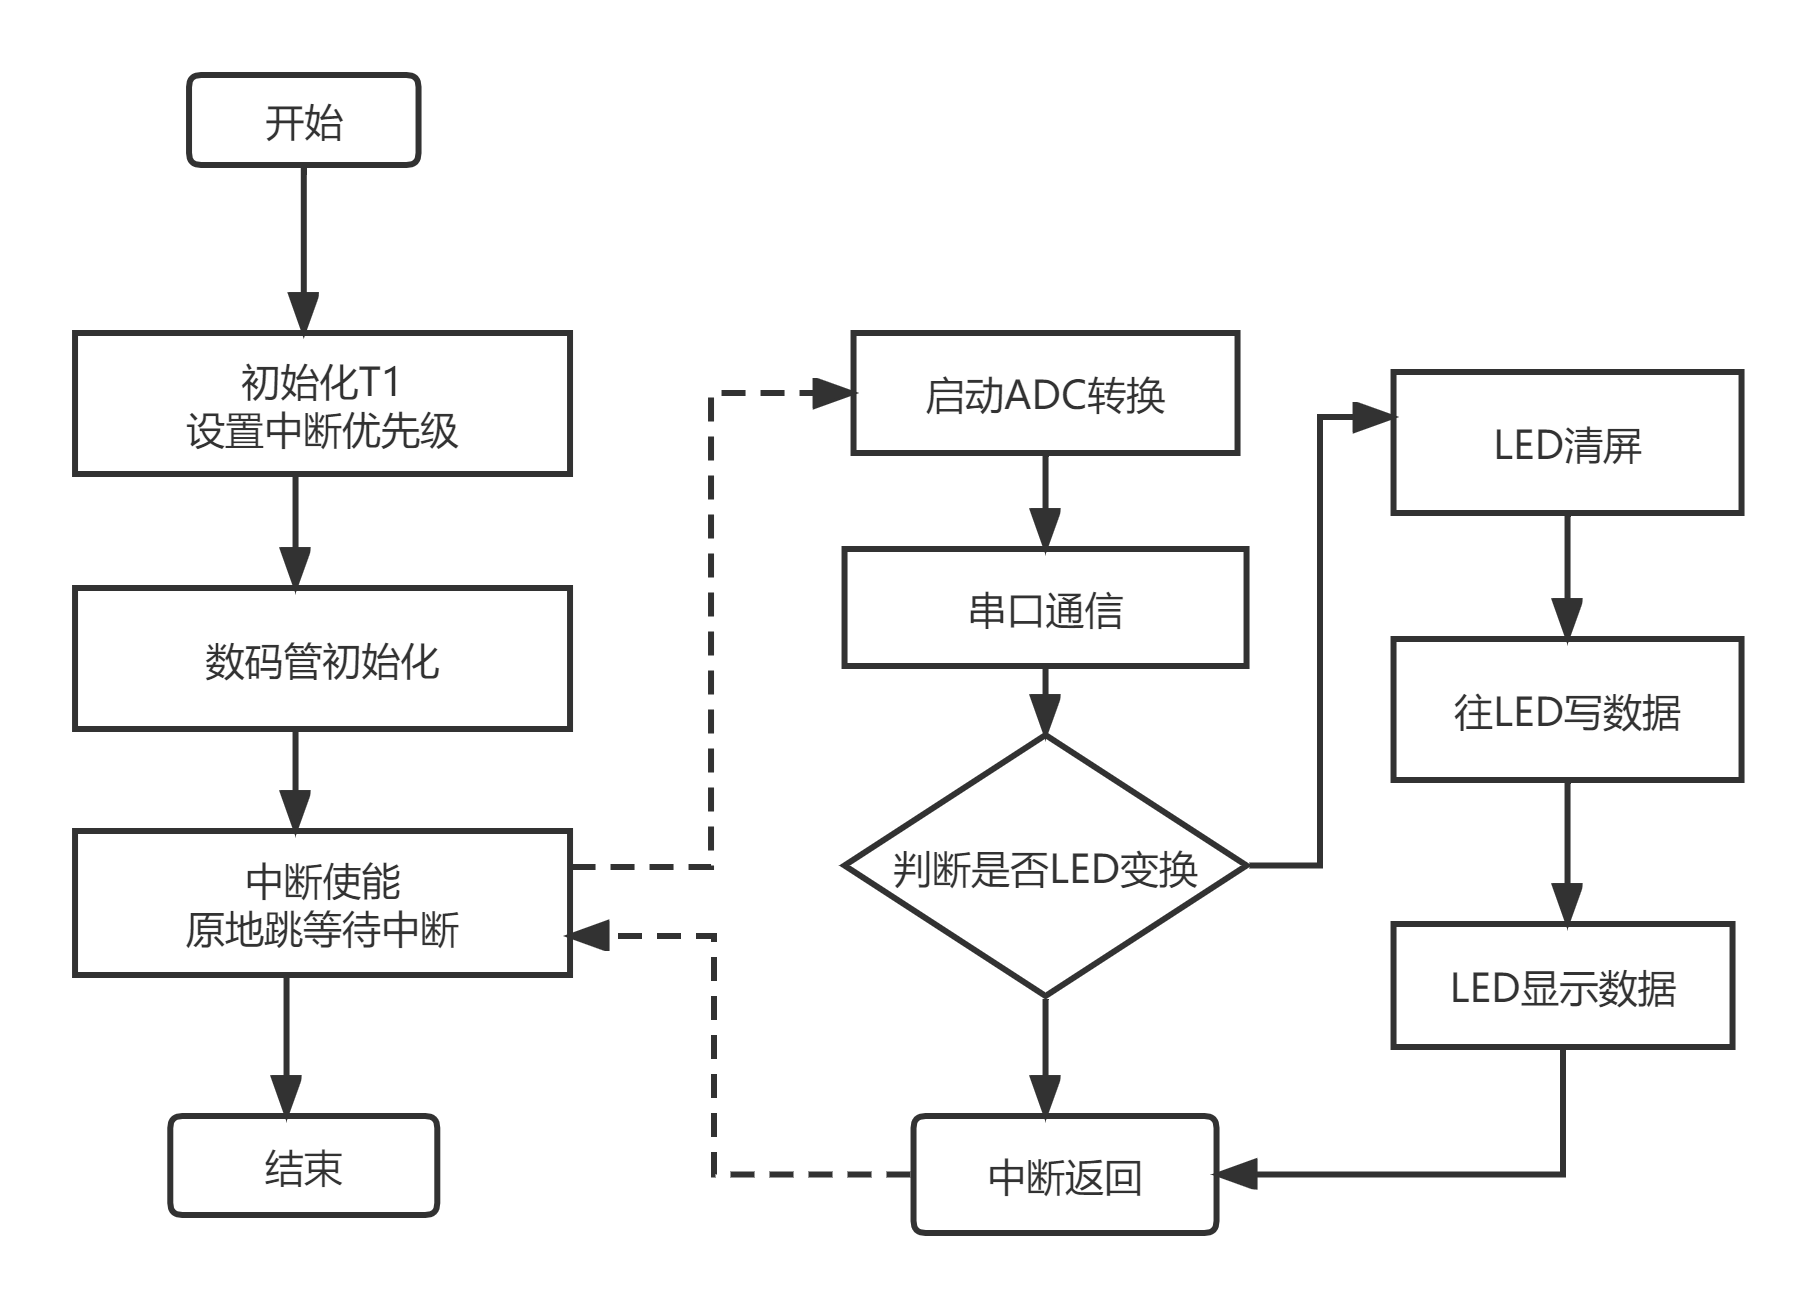 开始
初始化T1
设置中断优先级
数码管初始化
中断使能
原地跳等待中断
结束
启动ADC转换
串口通信
判断是否LED变换
中断返回
LED清屏
往LED写数据
LED显示数据